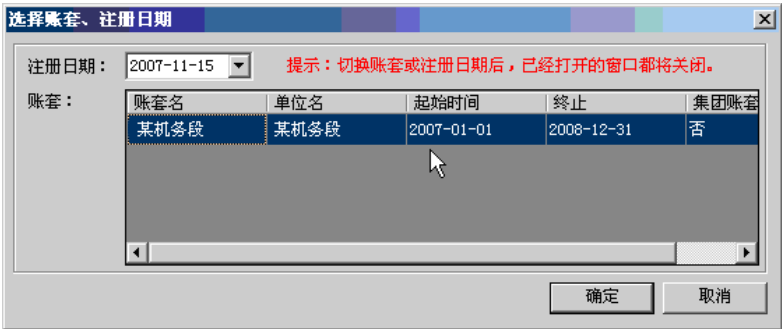 选择账套、注册日期
注册日期： 2007-11-15 提示：切换账套或注册日期后，已经打开的窗口都将关闭。
账套：
账套名 单位名 起始时间 终止 集团账套
某机务段 某机务段 2007-01-01 2008-12-31 否
确定 取消